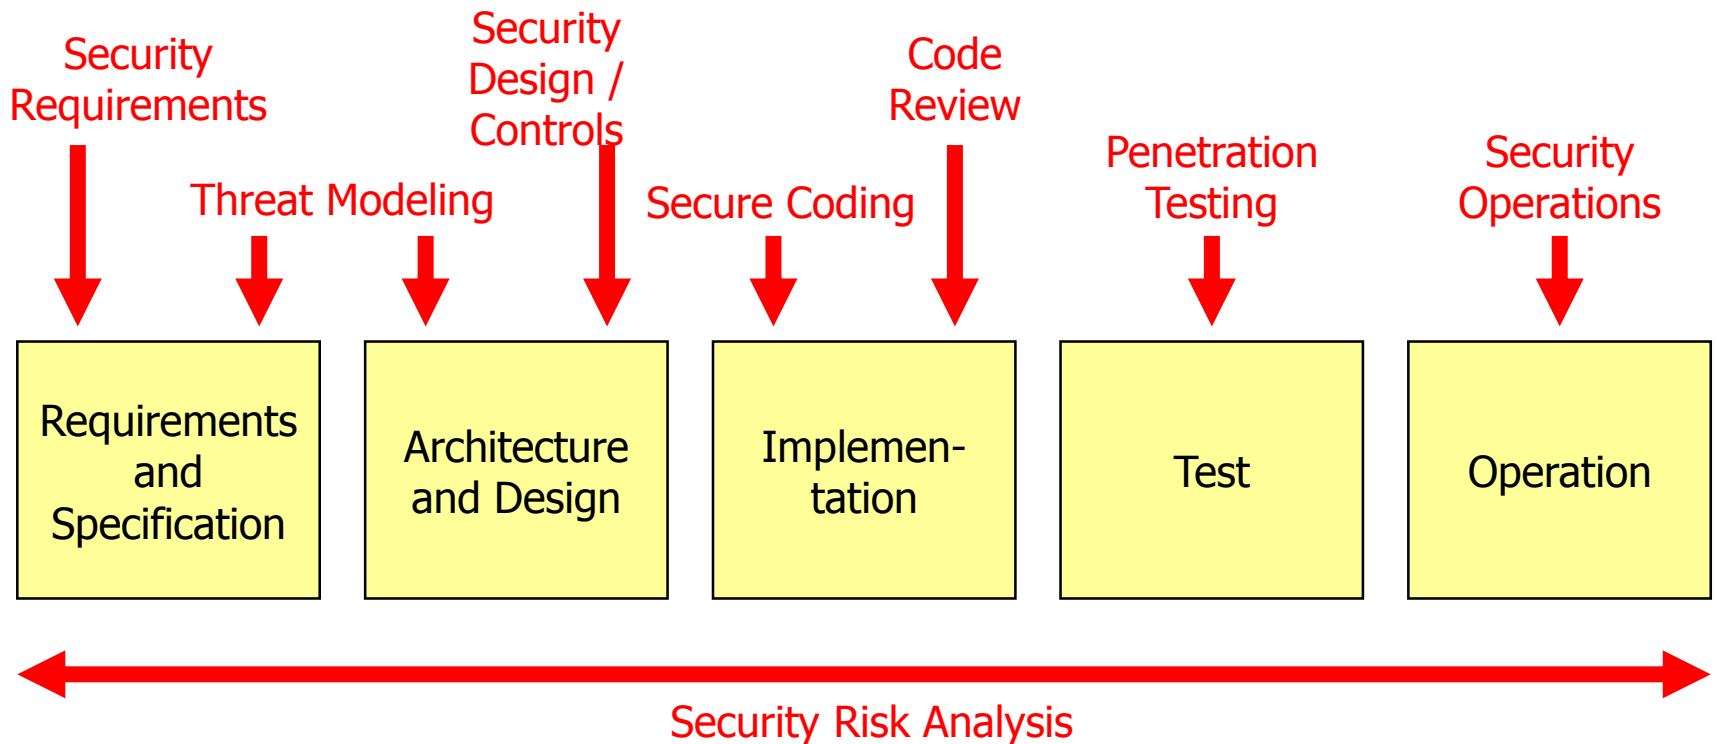 Security
Requirements
Threat Modeling
Security
Design /
Controls
Secure Coding
Code
Review
Penetration
Testing
Security
Operations
Requirements
and
Specification
Architecture
and Design
Implemen-
tation
Test
Operation
Security Risk Analysis